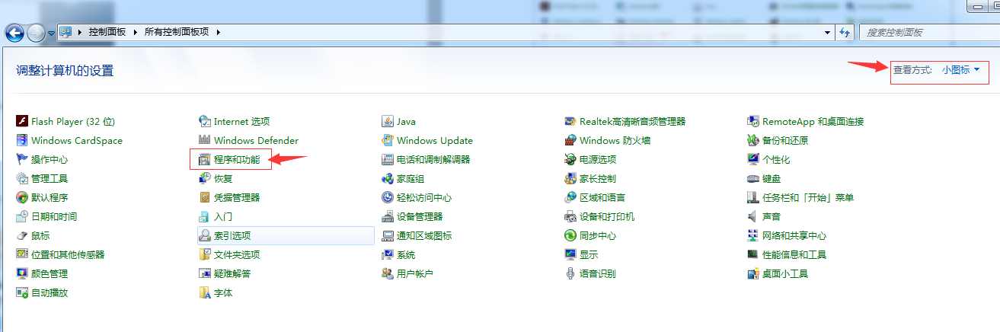 控制面板 所有控制面板项 搜索控制面板
调整计算机的设置 查看方式: 小图标
Flash Player (32 位) Internet 选项 Java Realtek高清晰音频管理器 RemoteApp 和桌面连接
Windows CardSpace Windows Defender Windows Update Windows 防火墙 备份和还原
操作中心 程序和功能 电话和调制解调器 电源选项 个性化
管理工具 恢复 家庭组 家长控制 键盘
默认程序 凭据管理器 轻松访问中心 区域和语言 任务栏和「开始」菜单
日期和时间 入门 设备管理器 设备和打印机 声音
鼠标 索引选项 通知区域图标 同步中心 网络和共享中心
位置和其他传感器 文件夹选项 系统 显示 性能信息和工具
颜色管理 疑难解答 用户帐户 语音识别 桌面小工具
自动播放 字体